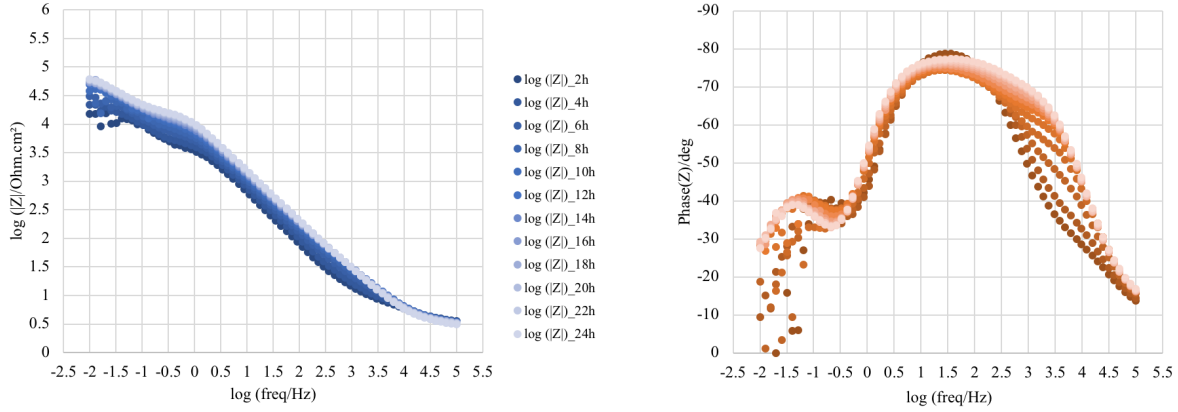 6
5.5
5
4.5
4
3.5
3
2.5
2
1.5
1
0.5
0
-2.5 -2 -1.5 -1 -0.5 0 0.5 1 1.5 2 2.5 3 3.5 4 4.5 5 5.5
log (freq/Hz)
log (|Z|/Ohm.cm²)
log (|Z|)_2h
log (|Z|)_4h
log (|Z|)_6h
log (|Z|)_8h
log (|Z|)_10h
log (|Z|)_12h
log (|Z|)_14h
log (|Z|)_16h
log (|Z|)_18h
log (|Z|)_20h
log (|Z|)_22h
log (|Z|)_24h
-90
-80
-70
-60
-50
-40
-30
-20
-10
0
-2.5 -2 -1.5 -1 -0.5 0 0.5 1 1.5 2 2.5 3 3.5 4 4.5 5 5.5
log (freq/Hz)
Phase(Z)/deg